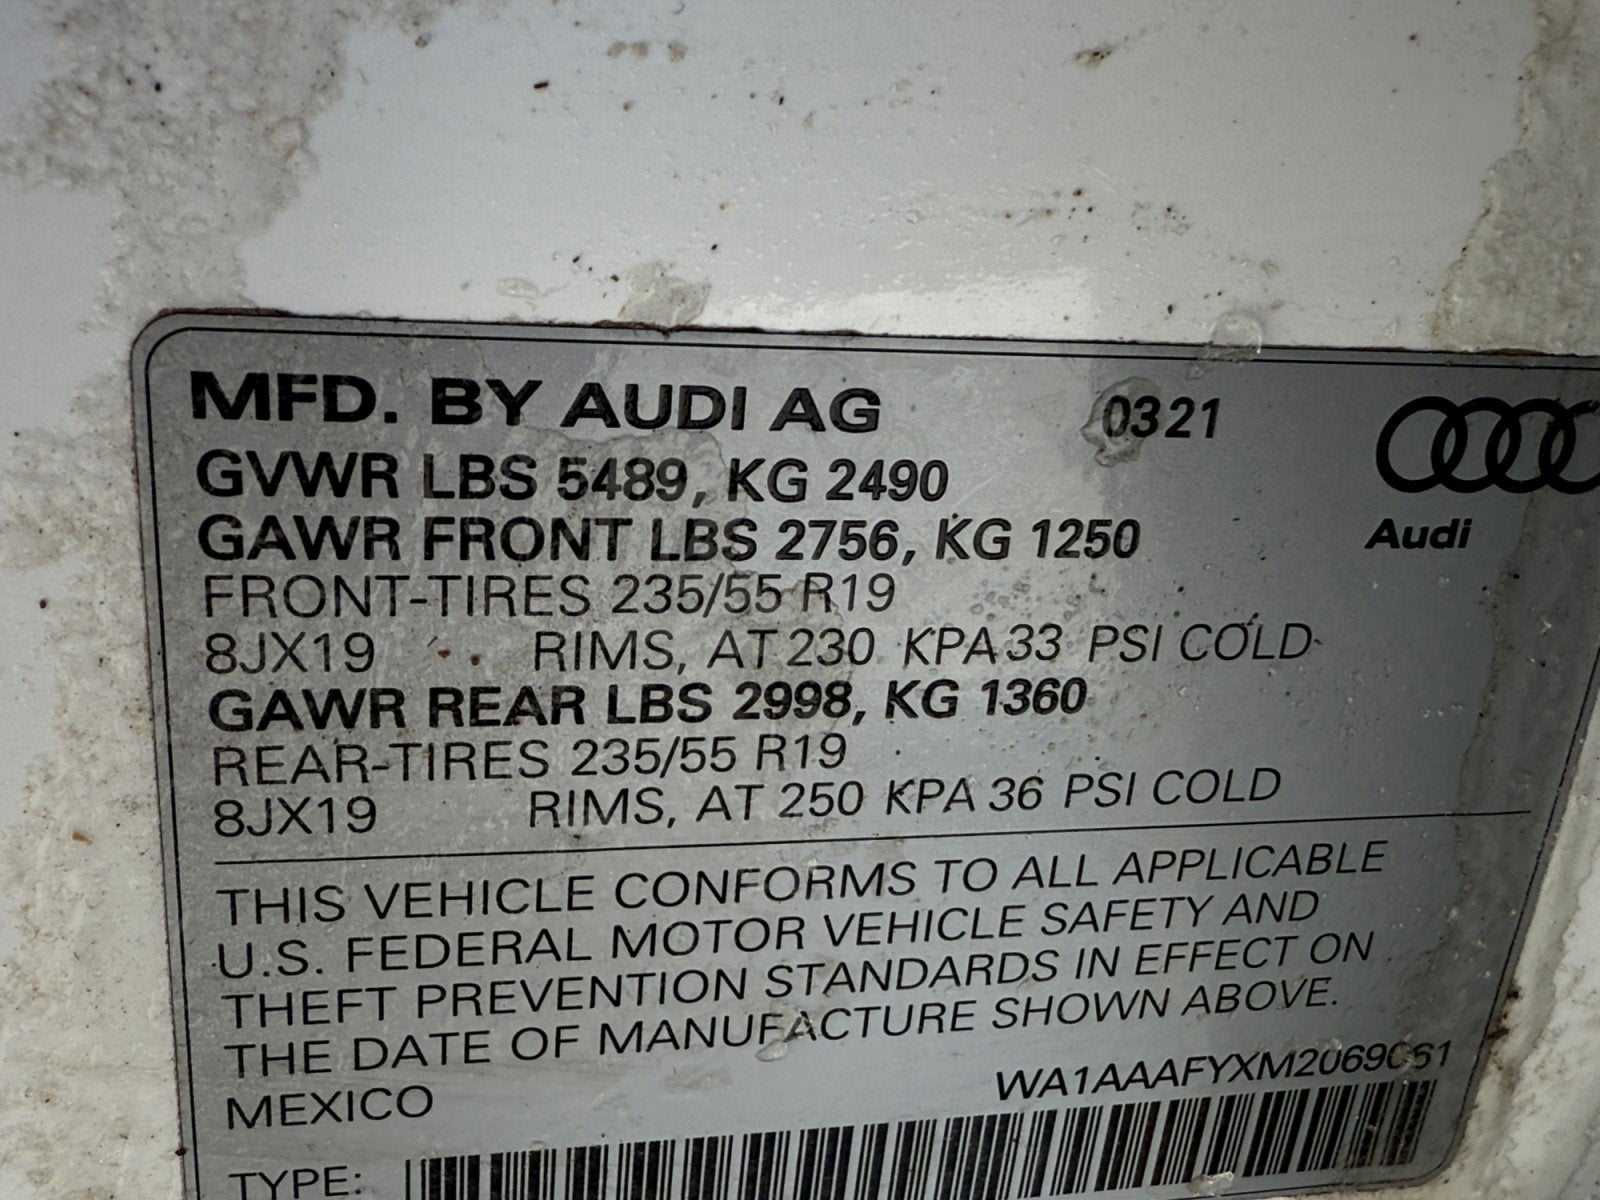 MFD. BY AUDI AG 0321
GVWR LBS 5489, KG 2490
GAWR FRONT LBS 2756, KG 1250
Audi
FRONT-TIRES 235/55 R19
8JX19 RIMS, AT 230 KPA 33 PSI COLD
GAWR REAR LBS 2998, KG 1360
REAR-TIRES 235/55 R19
8JX19 RIMS, AT 250 KPA 36 PSI COLD
THIS VEHICLE CONFORMS TO ALL APPLICABLE
U.S. FEDERAL MOTOR VEHICLE SAFETY AND
THEFT PREVENTION STANDARDS IN EFFECT ON
THE DATE OF MANUFACTURE SHOWN ABOVE.
MEXICO WA1AAAFYXM2069061
TYPE: